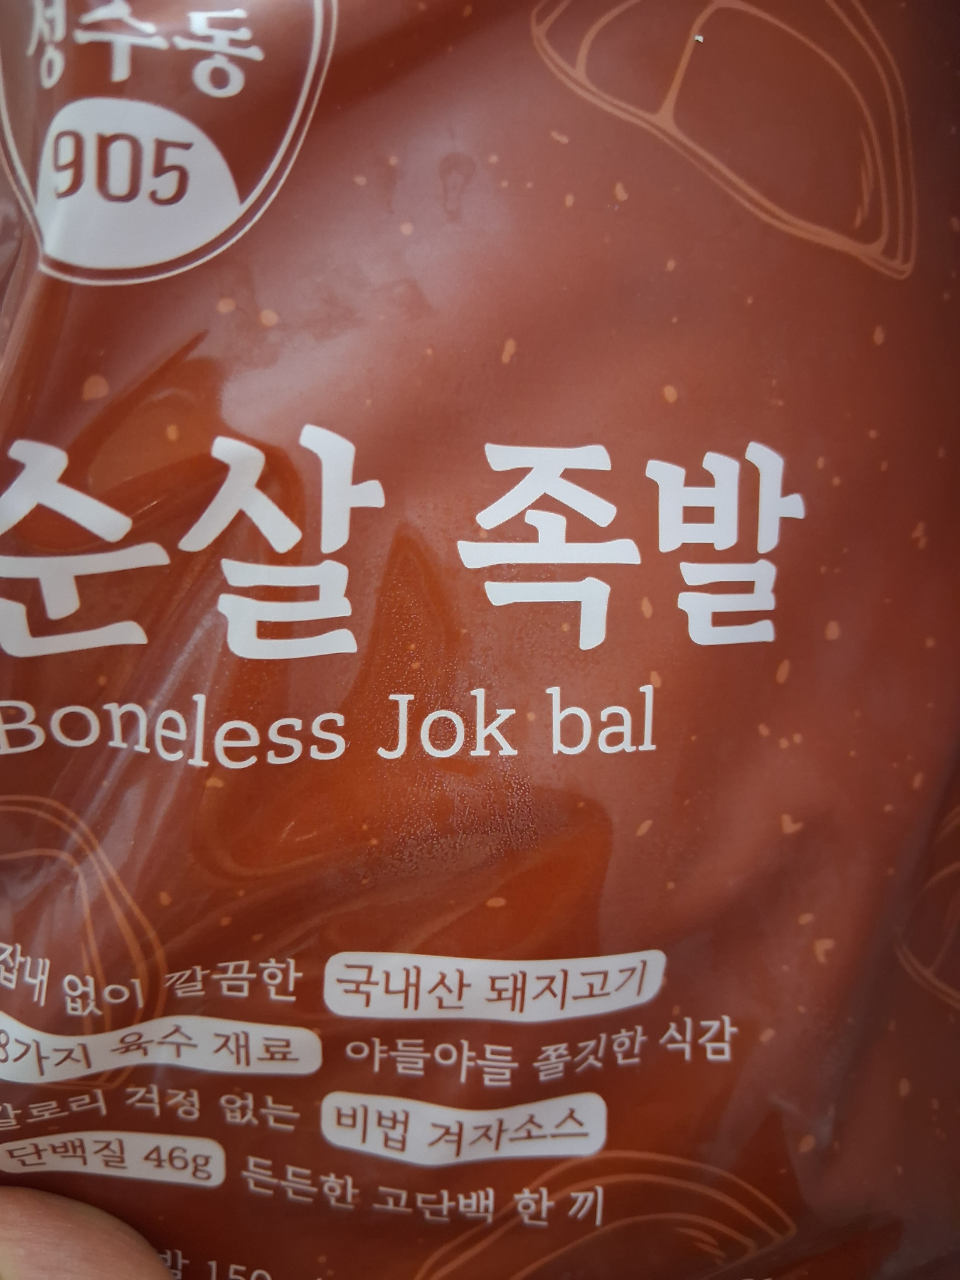 성수동
905
순살 족발
Boneless Jok bal
잡내 없이 깔끔한 국내산 돼지고기
8가지 육수 재료 야들야들 쫄깃한 식감
칼로리 걱정 없는 비법 겨자소스
단백질 46g 든든한 고단백 한 끼
발 150